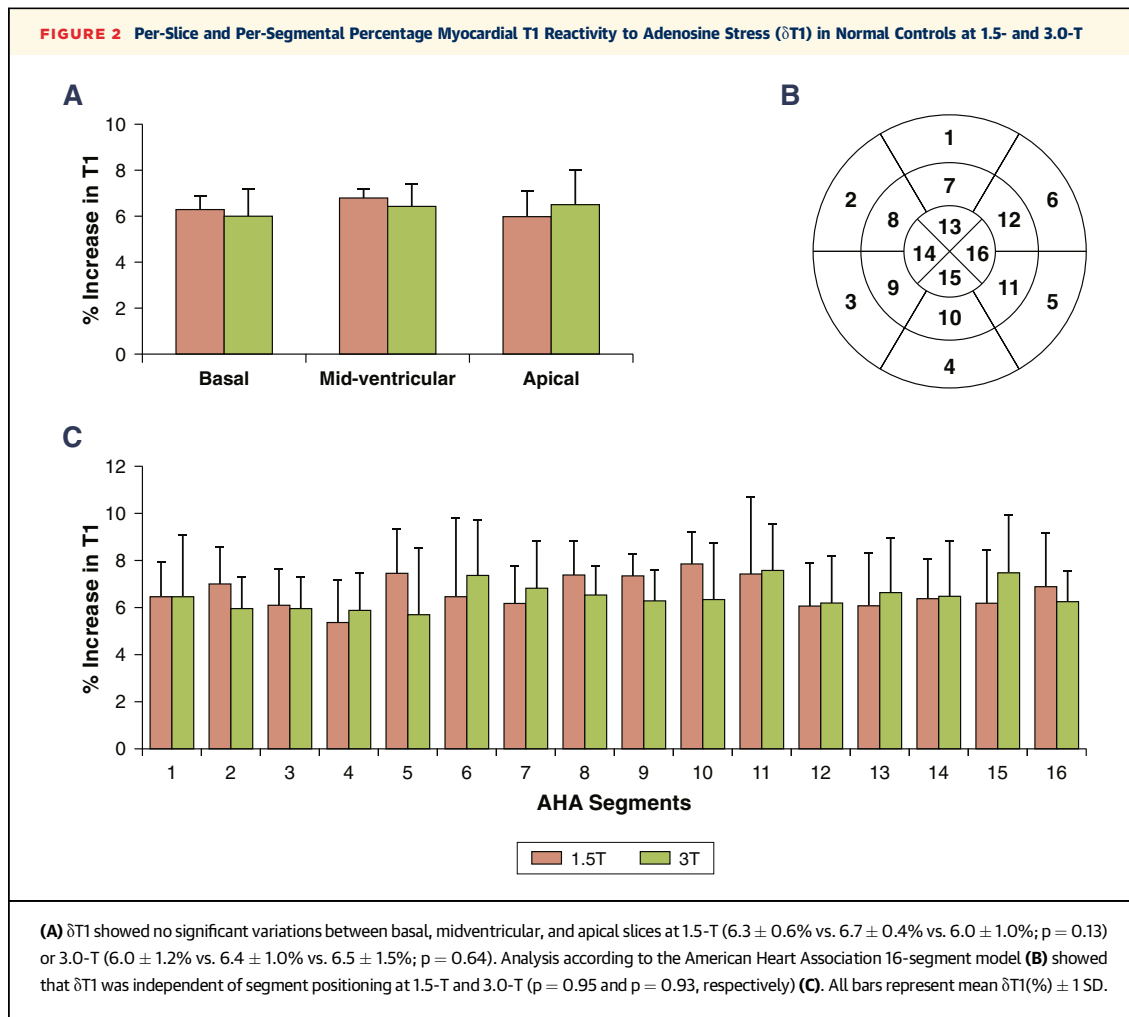 FIGURE 2 Per-Slice and Per-Segmental Percentage Myocardial T1 Reactivity to Adenosine Stress (δT1) in Normal Controls at 1.5- and 3.0-T
A
10
8
6
4
2
0
% Increase in T1
Basal
Mid-ventricular
Apical
B
1
2
3
4
5
6
7
8
9
10
11
12
13
14
15
16
C
12
10
8
6
4
2
0
% Increase in T1
1 2 3 4 5 6 7 8 9 10 11 12 13 14 15 16
AHA Segments
1.5T 3T
(A) δT1 showed no significant variations between basal, midventricular, and apical slices at 1.5-T (6.3 ± 0.6% vs. 6.7 ± 0.4% vs. 6.0 ± 1.0%; p = 0.13)
or 3.0-T (6.0 ± 1.2% vs. 6.4 ± 1.0% vs. 6.5 ± 1.5%; p = 0.64). Analysis according to the American Heart Association 16-segment model (B) showed
that δT1 was independent of segment positioning at 1.5-T and 3.0-T (p = 0.95 and p = 0.93, respectively) (C). All bars represent mean δT1(%) ± 1 SD.